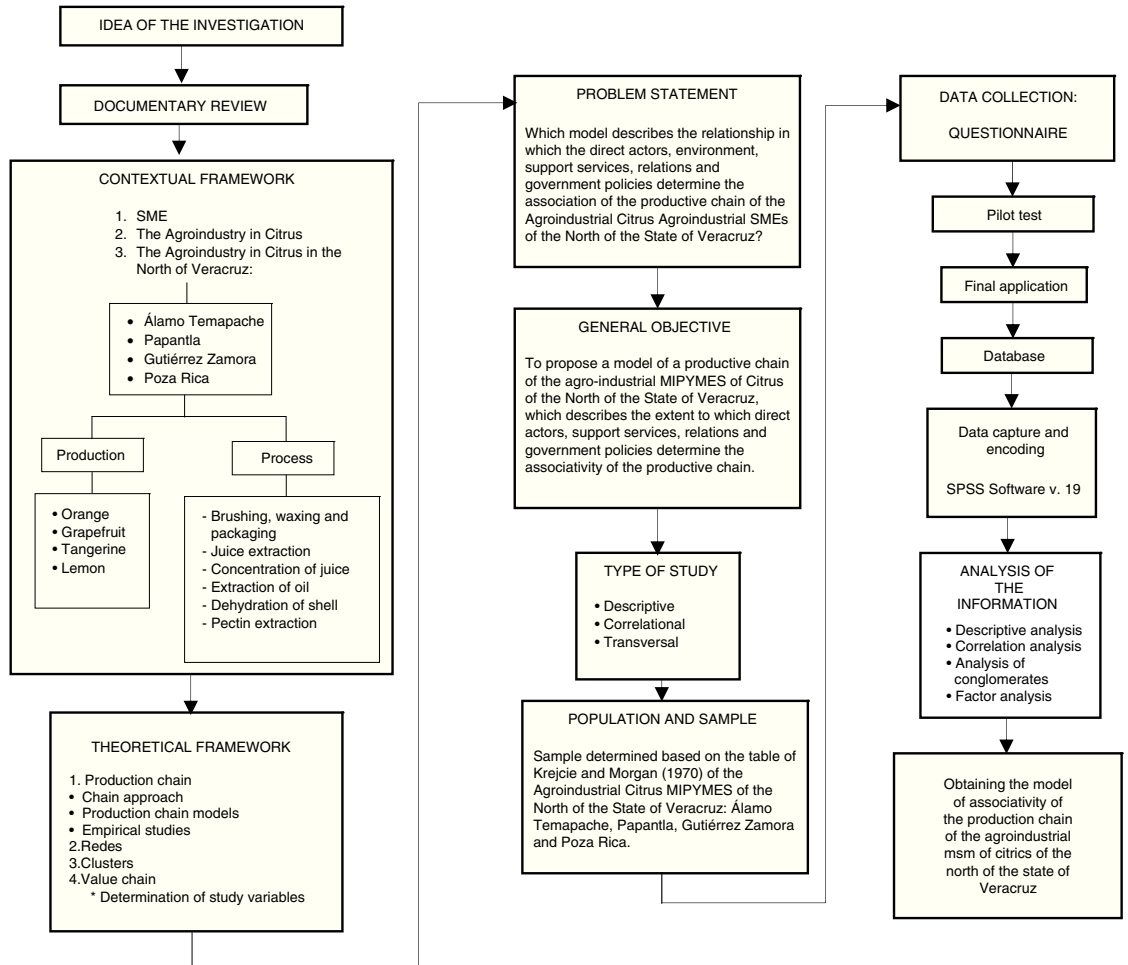 IDEA OF THE INVESTIGATION
DOCUMENTARY REVIEW
CONTEXTUAL FRAMEWORK
1. SME
2. The Agroindustry in Citrus
3. The Agroindustry in Citrus in the
North of Veracruz:
• Álamo Temapache
• Papantla
• Gutiérrez Zamora
• Poza Rica
Production
• Orange
• Grapefruit
• Tangerine
• Lemon
Process
- Brushing, waxing and
packaging
- Juice extraction
- Concentration of juice
- Extraction of oil
- Dehydration of shell
- Pectin extraction
THEORETICAL FRAMEWORK
1. Production chain
• Chain approach
• Production chain models
• Empirical studies
2.Redes
3.Clusters
4.Value chain
* Determination of study variables
PROBLEM STATEMENT
Which model describes the relationship in
which the direct actors, environment,
support services, relations and
government policies determine the
association of the productive chain of the
Agroindustrial Citrus Agroindustrial SMEs
of the North of the State of Veracruz?
GENERAL OBJECTIVE
To propose a model of a productive chain
of the agro-industrial MIPYMES of Citrus
of the North of the State of Veracruz,
which describes the extent to which direct
actors, support services, relations and
government policies determine the
associativity of the productive chain.
TYPE OF STUDY
• Descriptive
• Correlational
• Transversal
POPULATION AND SAMPLE
Sample determined based on the table of
Krejcie and Morgan (1970) of the
Agroindustrial Citrus MIPYMES of the
North of the State of Veracruz: Álamo
Temapache, Papantla, Gutiérrez Zamora
and Poza Rica.
DATA COLLECTION:
QUESTIONNAIRE
Pilot test
Final application
Database
Data capture and
encoding
SPSS Software v. 19
ANALYSIS OF
THE
INFORMATION
• Descriptive analysis
• Correlation analysis
• Analysis of
conglomerates
• Factor analysis
Obtaining the model
of associativity of
the production chain
of the agroindustrial
msm of citrics of the
north of the state of
Veracruz